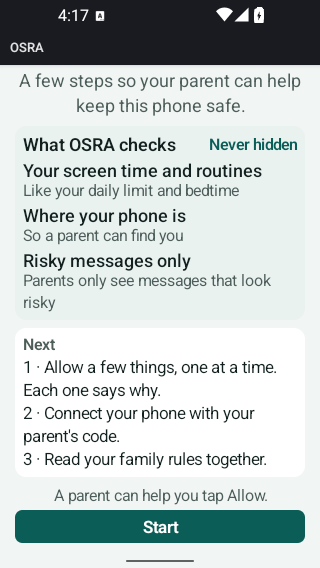 4:17
A
OSRA
A few steps so your parent can help
keep this phone safe.
What OSRA checks
Never hidden
Your screen time and routines
Like your daily limit and bedtime
Where your phone is
So a parent can find you
Risky messages only
Parents only see messages that look
risky
Next
1 · Allow a few things, one at a time.
Each one says why.
2 · Connect your phone with your
parent's code.
3 · Read your family rules together.
A parent can help you tap Allow.
Start